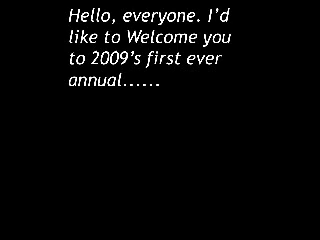 Hello, everyone. I'd
like to Welcome you
to 2009's first ever
annual......